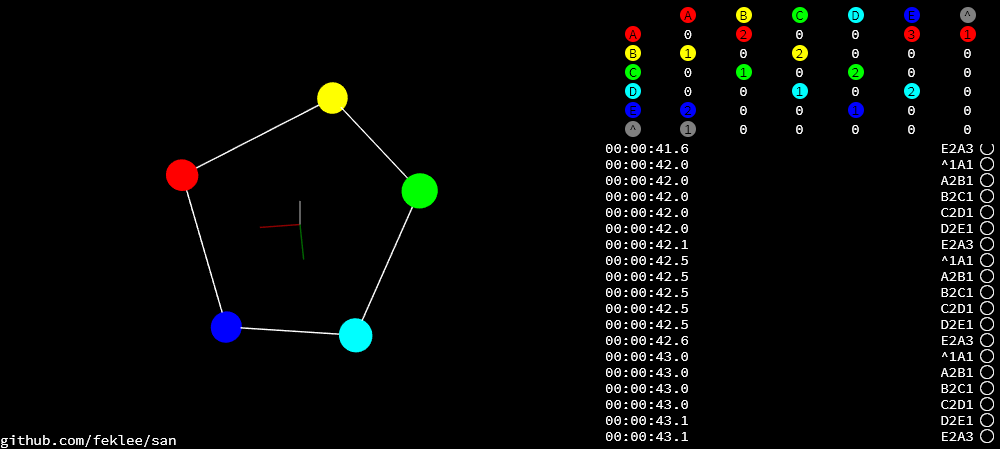 A B C D E ^
A 0 2 0 0 3 1
B 1 0 2 0 0 0
C 0 1 0 2 0 0
D 0 0 1 0 2 0
E 2 0 0 1 0 0
^ 1 0 0 0 0 0
00:00:41.6 E2A3
00:00:42.0 ^1A1
00:00:42.0 A2B1
00:00:42.0 B2C1
00:00:42.0 C2D1
00:00:42.0 D2E1
00:00:42.1 E2A3
00:00:42.5 ^1A1
00:00:42.5 A2B1
00:00:42.5 B2C1
00:00:42.5 C2D1
00:00:42.5 D2E1
00:00:42.6 E2A3
00:00:43.0 ^1A1
00:00:43.0 A2B1
00:00:43.0 B2C1
00:00:43.0 C2D1
00:00:43.1 D2E1
00:00:43.1 E2A3
github.com/feklee/san